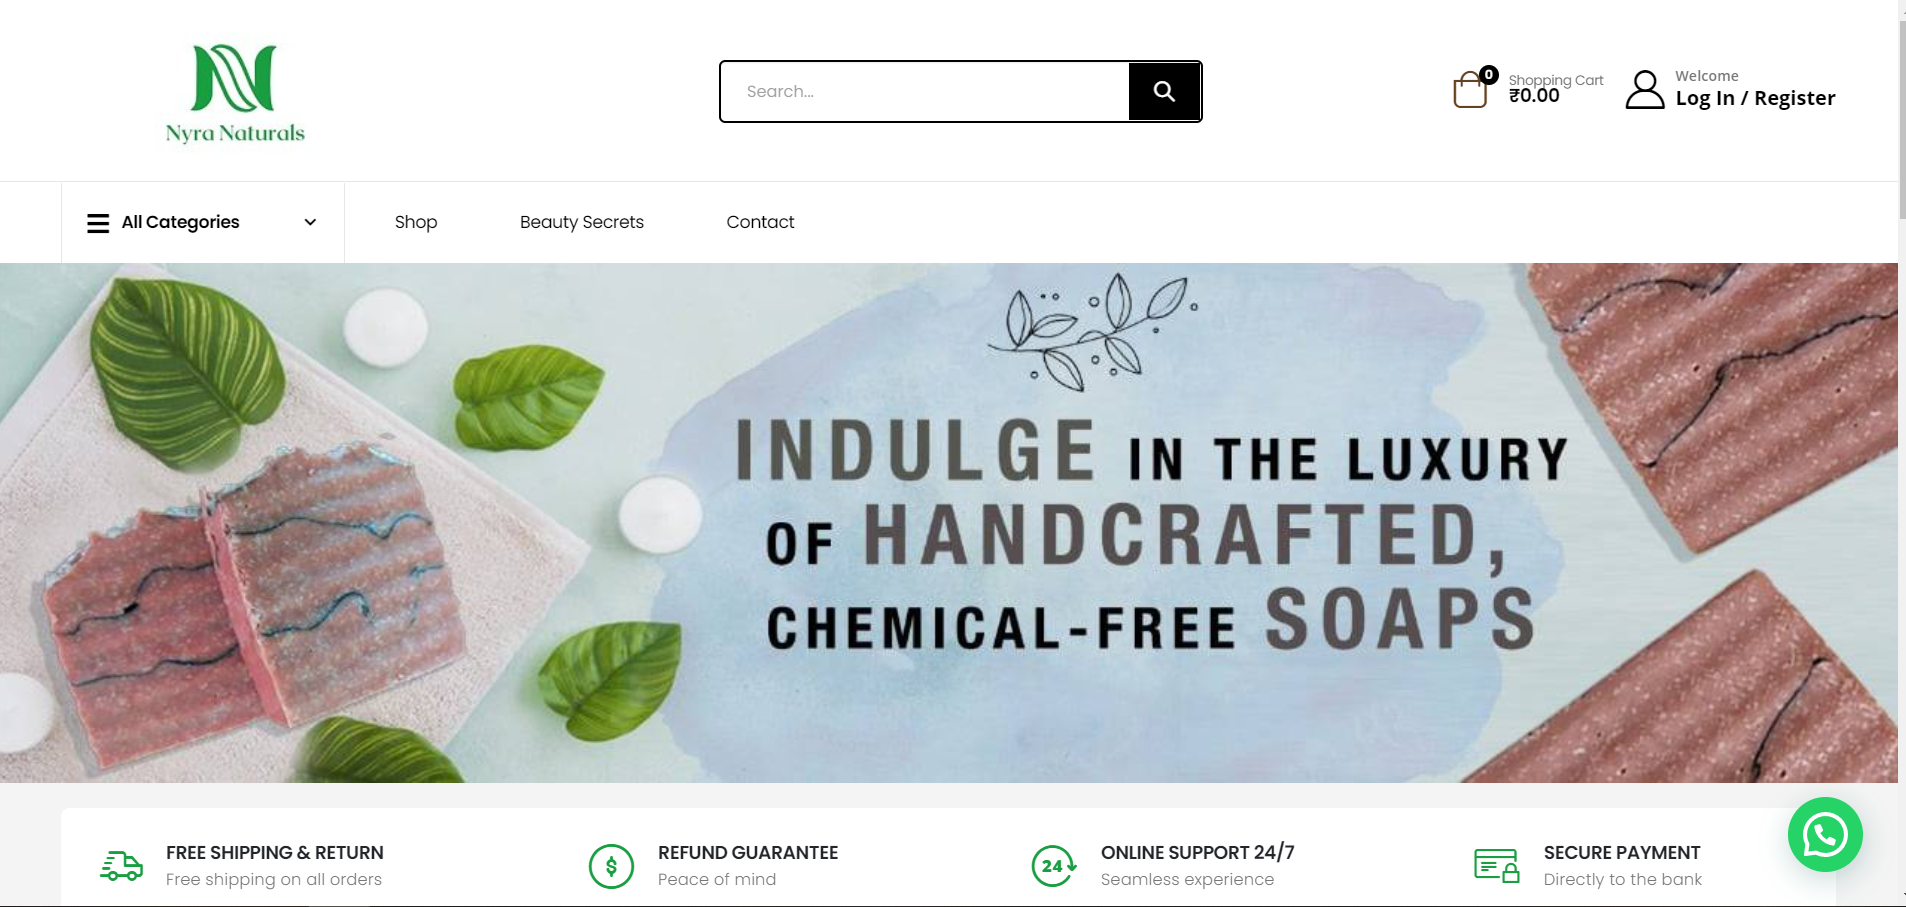 Nyra Naturals
Search...
0
Shopping Cart
₹0.00
Welcome
Log In / Register
All Categories
Shop
Beauty Secrets
Contact
INDULGE IN THE LUXURY
OF HANDCRAFTED,
CHEMICAL-FREE SOAPS
FREE SHIPPING & RETURN
Free shipping on all orders
$
REFUND GUARANTEE
Peace of mind
24
ONLINE SUPPORT 24/7
Seamless experience
SECURE PAYMENT
Directly to the bank